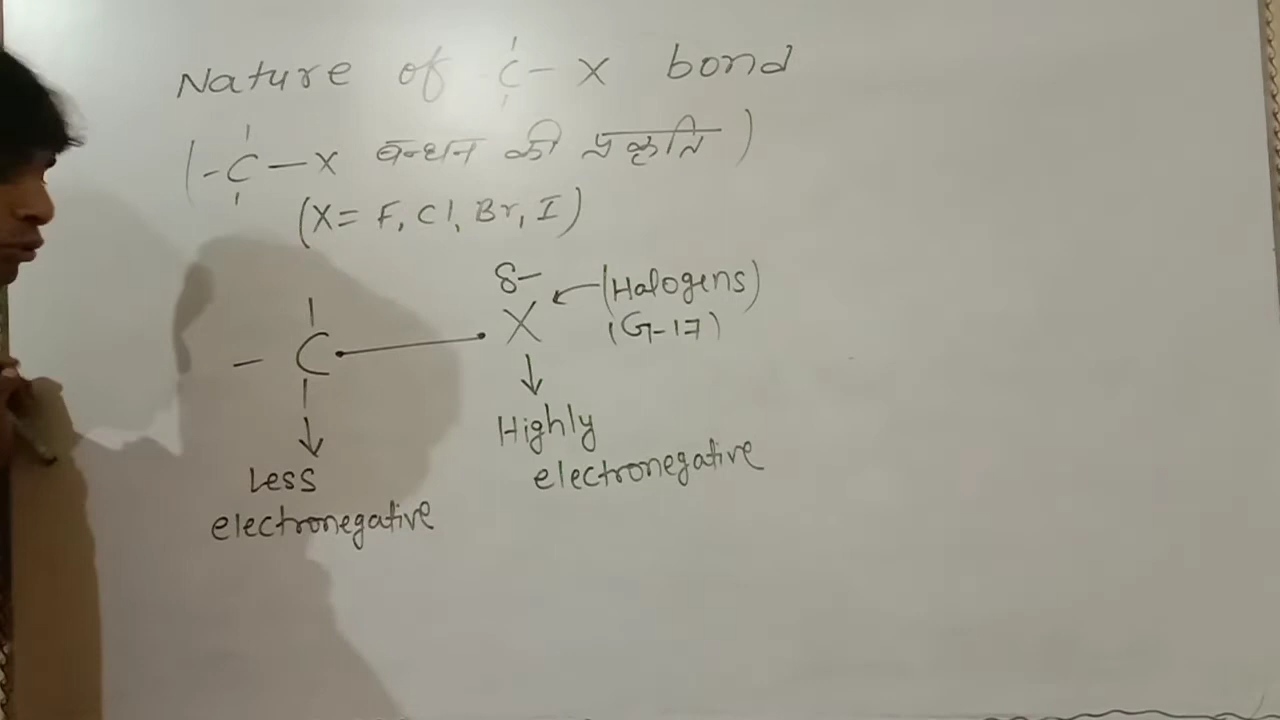 Nature of -C-X bond
(-C-X बन्धन की प्रकृति)
(X= F, Cl, Br, I)
δ-
(Halogens)
(G-17)
-C-X
Highly
electronegative
Less
electronegative